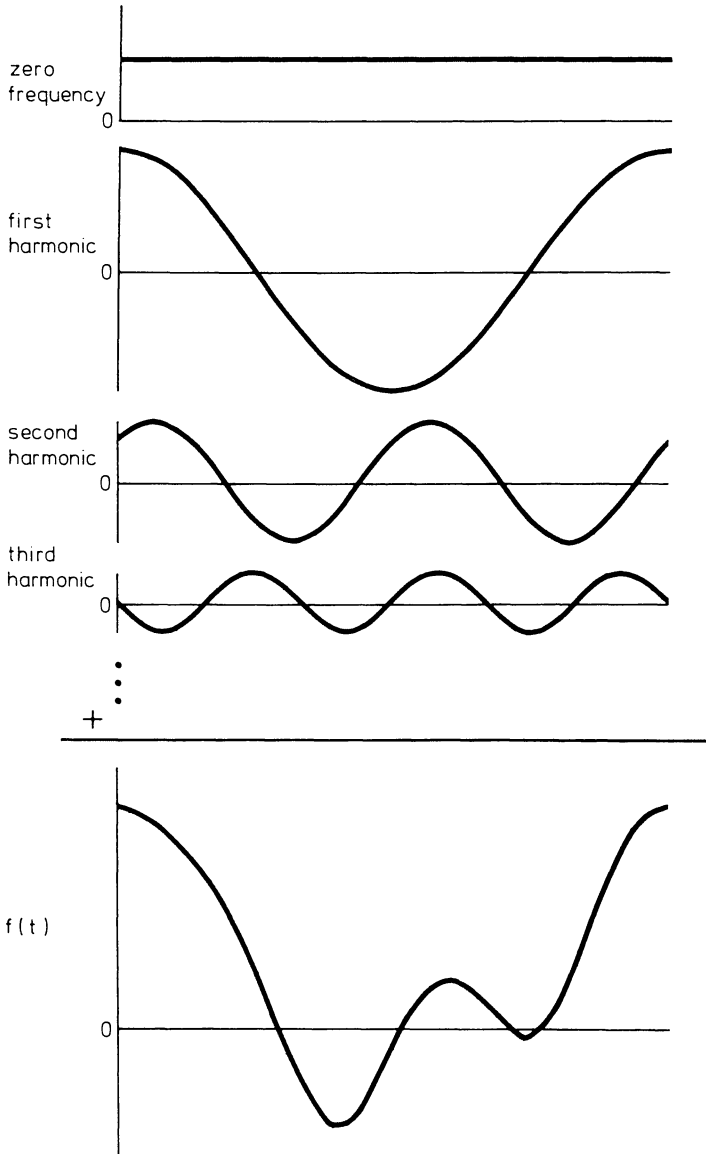 zero
frequency
0
first
harmonic
0
second
harmonic
0
third
harmonic
0
+
f(t)
0